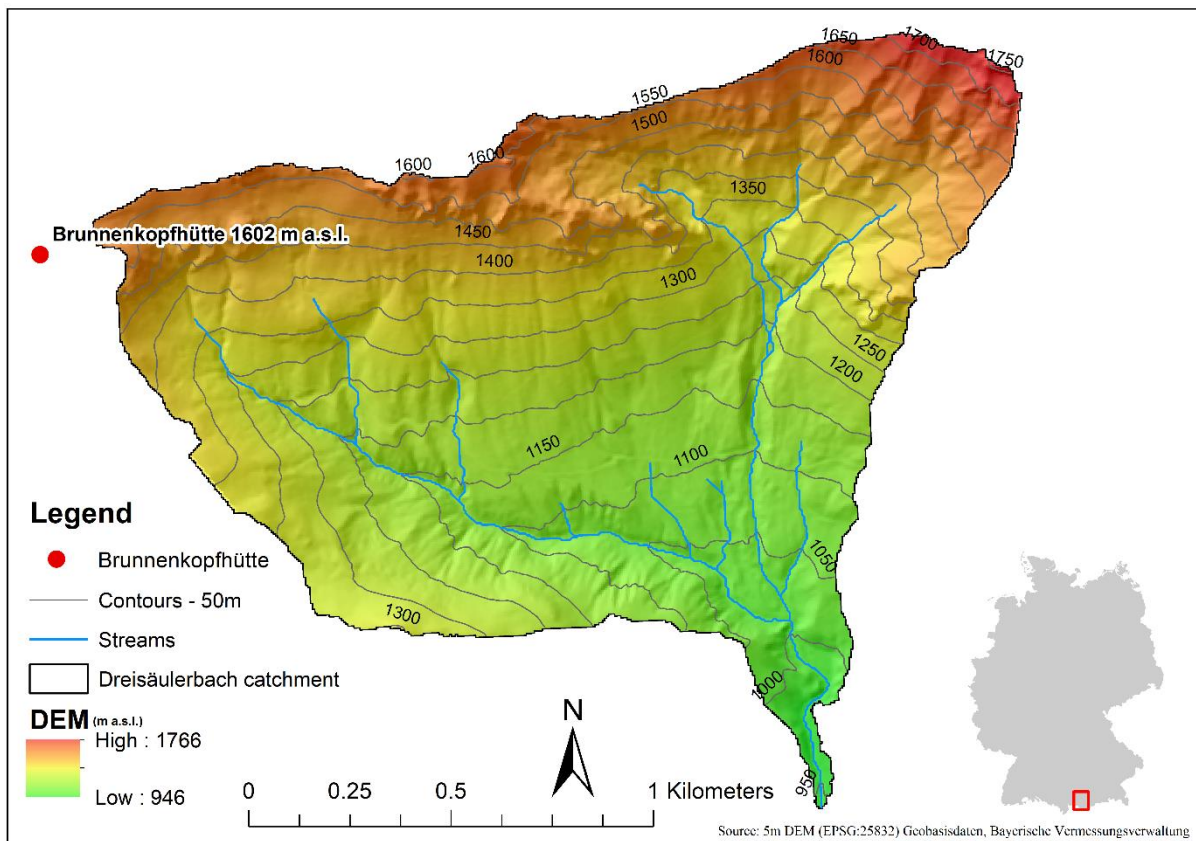 1650
1700
1750
1600
1550
1500
1600
1600
1350
Brunnenkopfhütte 1602 m a.s.l.
1450
1400
1300
1250
1200
1150
1100
1050
1300
1000
950
Legend
Brunnenkopfhütte
Contours - 50m
Streams
Dreisäulerbach catchment
DEM (m a.s.l.)
High : 1766
Low : 946
N
0 0.25 0.5 1 Kilometers
Source: 5m DEM (EPSG:25832) Geobasisdaten, Bayerische Vermessungsverwaltung